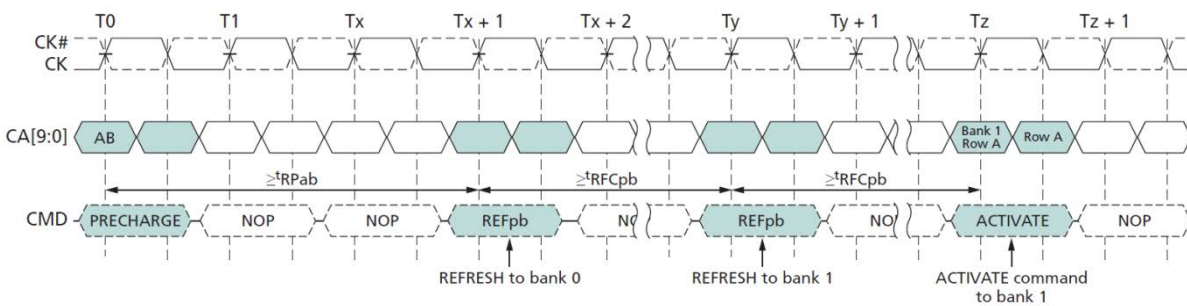 T0 T1 Tx Tx + 1 Tx + 2 Ty Ty + 1 Tz Tz + 1
CK#
CK
CA[9:0] AB Bank 1 Row A
Row A
≥tRPab ≥tRFCpb ≥tRFCpb
CMD PRECHARGE NOP NOP REFpb REFpb ACTIVATE NOP
REFRESH to bank 0 REFRESH to bank 1 ACTIVATE command
to bank 1